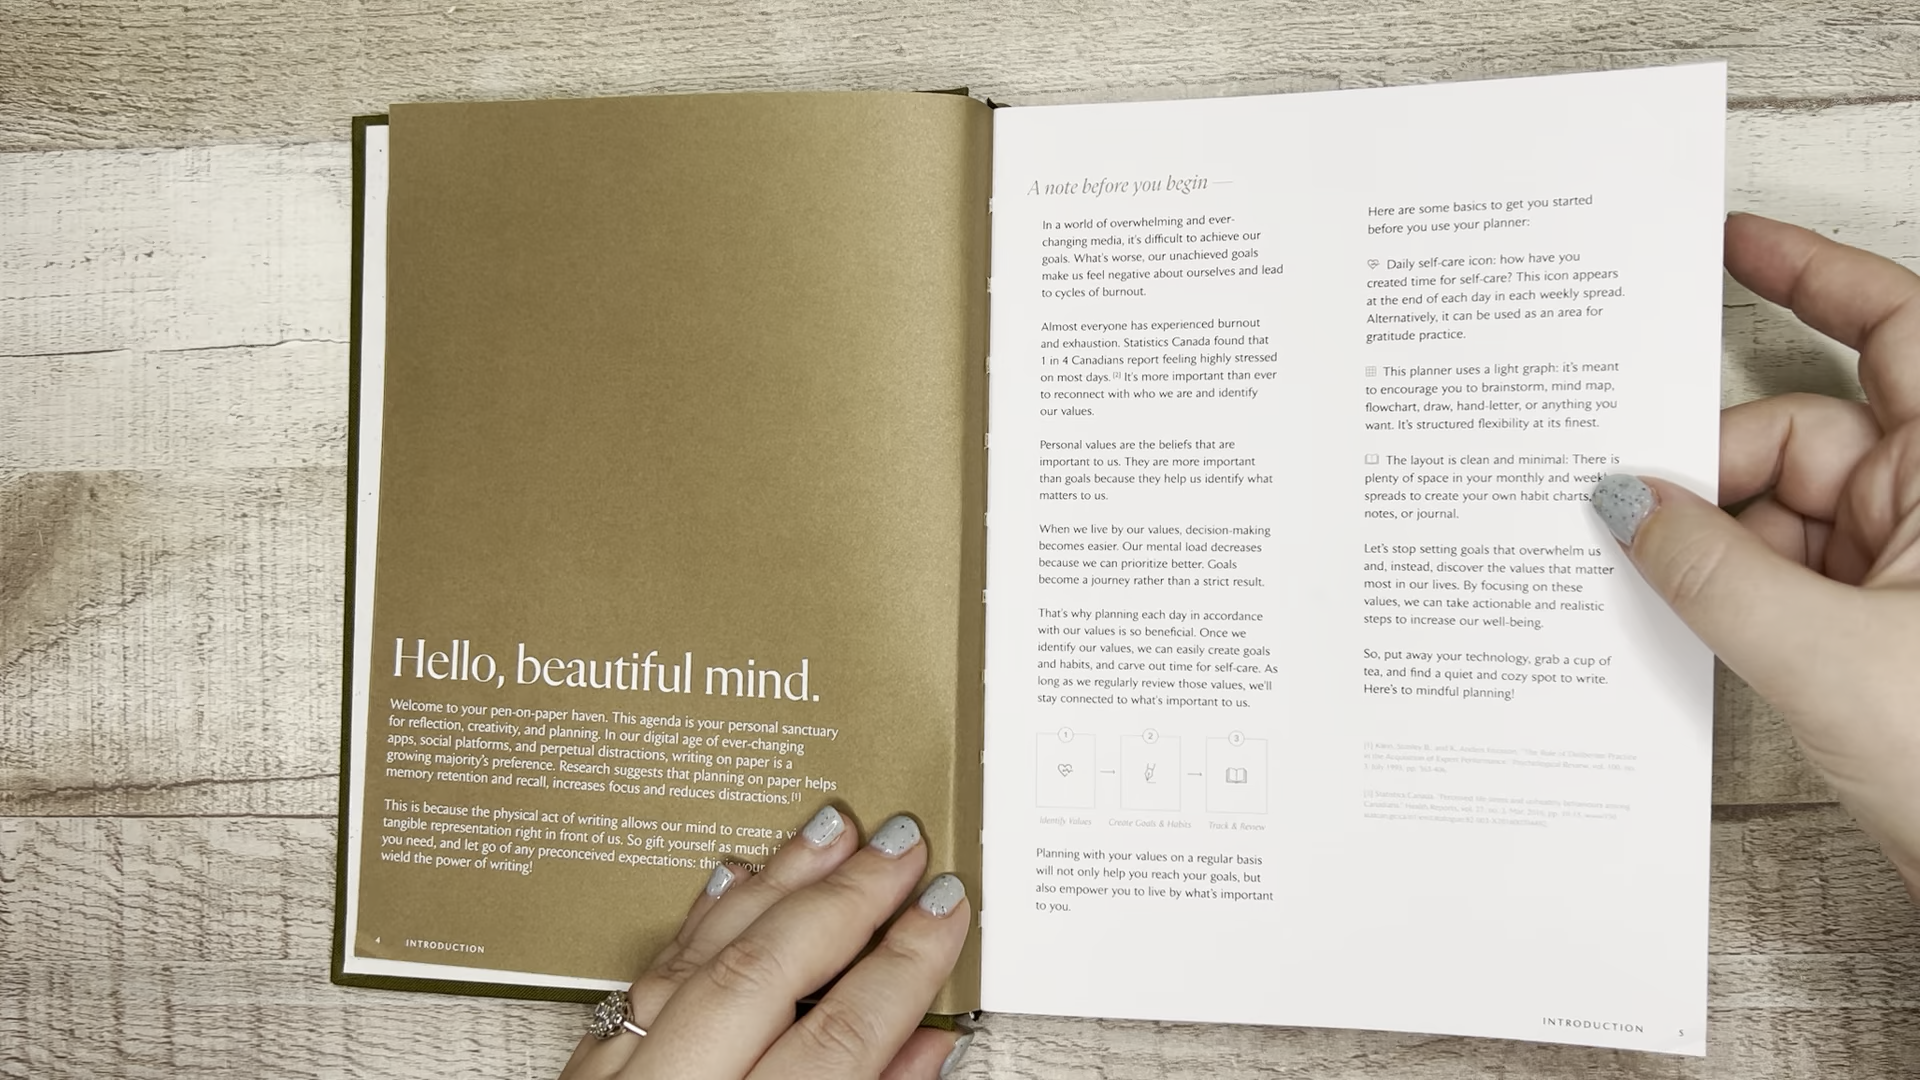 Hello, beautiful mind.
Welcome to your pen-on-paper haven. This agenda is your personal sanctuary
for reflection, creativity, and planning. In our digital age of ever-changing
apps, social platforms, and perpetual distractions, writing on paper is a
growing majority's preference. Research suggests that planning on paper helps
memory retention and recall, increases focus and reduces distractions.[1]
This is because the physical act of writing allows our mind to create a
tangible representation right in front of us. So gift yourself as much
you need, and let go of any preconceived expectations: this is your
wield the power of writing!
4 INTRODUCTION
A note before you begin —
In a world of overwhelming and ever-
changing media, it's difficult to achieve our
goals. What's worse, our unachieved goals
make us feel negative about ourselves and lead
to cycles of burnout.
Almost everyone has experienced burnout
and exhaustion. Statistics Canada found that
1 in 4 Canadians report feeling highly stressed
on most days.[2] It's more important than ever
to reconnect with who we are and identify
our values.
Personal values are the beliefs that are
important to us. They are more important
than goals because they help us identify what
matters to us.
When we live by our values, decision-making
becomes easier. Our mental load decreases
because we can prioritize better. Goals
become a journey rather than a strict result.
That's why planning each day in accordance
with our values is so beneficial. Once we
identify our values, we can easily create goals
and habits, and carve out time for self-care. As
long as we regularly review those values, we'll
stay connected to what's important to us.
1 2 3
Identify Values Create Goals & Habits Track & Review
Planning with your values on a regular basis
will not only help you reach your goals, but
also empower you to live by what's important
to you.
Here are some basics to get you started
before you use your planner:
Daily self-care icon: how have you
created time for self-care? This icon appears
at the end of each day in each weekly spread.
Alternatively, it can be used as an area for
gratitude practice.
This planner uses a light graph: it's meant
to encourage you to brainstorm, mind map,
flowchart, draw, hand-letter, or anything you
want. It's structured flexibility at its finest.
The layout is clean and minimal: There is
plenty of space in your monthly and
spreads to create your own habit charts,
notes, or journal.
Let's stop setting goals that overwhelm us
and, instead, discover the values that matter
most in our lives. By focusing on these
values, we can take actionable and realistic
steps to increase our well-being.
So, put away your technology, grab a cup of
tea, and find a quiet and cozy spot to write.
Here's to mindful planning!
INTRODUCTION 5